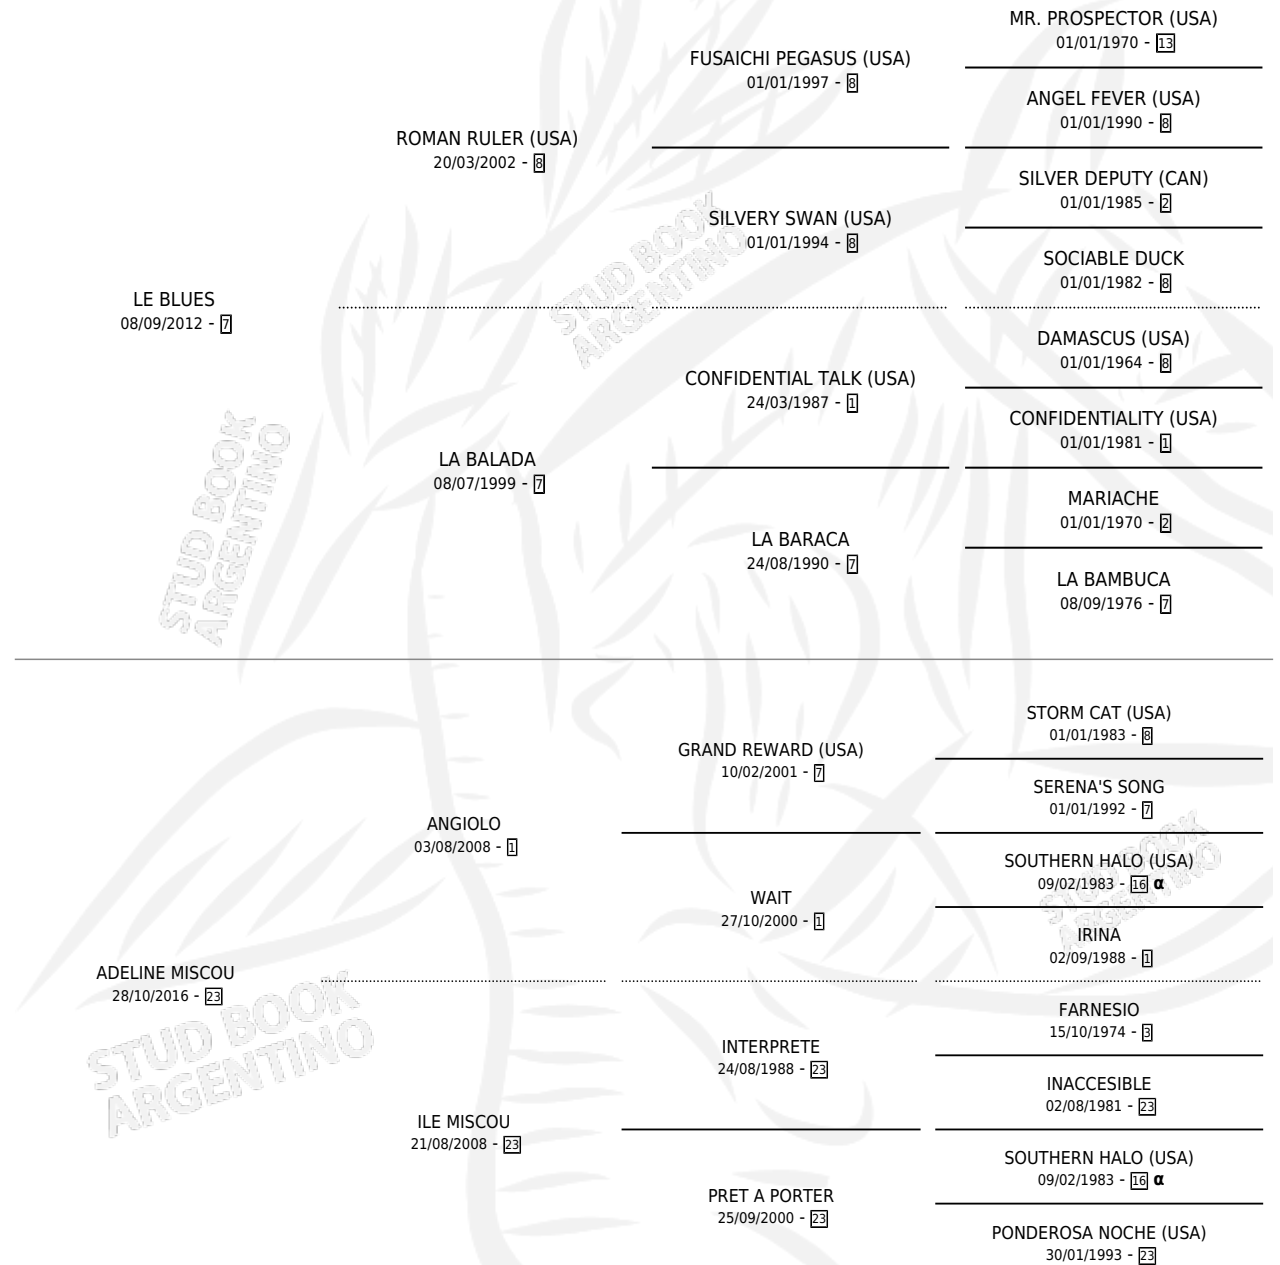 MR. PROSPECTOR (USA)
01/01/1970 - 13
FUSAICHI PEGASUS (USA)
01/01/1997 - 8
ANGEL FEVER (USA)
01/01/1990 - 8
ROMAN RULER (USA)
20/03/2002 - 8
SILVER DEPUTY (CAN)
01/01/1985 - 2
SILVERY SWAN (USA)
01/01/1994 - 8
SOCIABLE DUCK
01/01/1982 - 8
LE BLUES
08/09/2012 - 7
DAMASCUS (USA)
01/01/1964 - 8
CONFIDENTIAL TALK (USA)
24/03/1987 - 1
CONFIDENTIALITY (USA)
01/01/1981 - 1
LA BALADA
08/07/1999 - 7
MARIACHE
01/01/1970 - 2
LA BARACA
24/08/1990 - 7
LA BAMBUCA
08/09/1976 - 7
STUD BOOK
ARGENTINO
STUD BOOK
ARGENTINO
STORM CAT (USA)
01/01/1983 - 8
GRAND REWARD (USA)
10/02/2001 - 7
SERENA'S SONG
01/01/1992 - 7
ANGIOLO
03/08/2008 - 1
SOUTHERN HALO (USA)
09/02/1983 - 16 α
WAIT
27/10/2000 - 1
IRINA
02/09/1988 - 1
ADELINE MISCOU
28/10/2016 - 23
FARNESIO
15/10/1974 - 3
INTERPRETE
24/08/1988 - 23
INACCESIBLE
02/08/1981 - 23
ILE MISCOU
21/08/2008 - 23
SOUTHERN HALO (USA)
09/02/1983 - 16 α
PRET A PORTER
25/09/2000 - 23
PONDEROSA NOCHE (USA)
30/01/1993 - 23
STUD BOOK
ARGENTINO
STUD BOOK
ARGENTINO